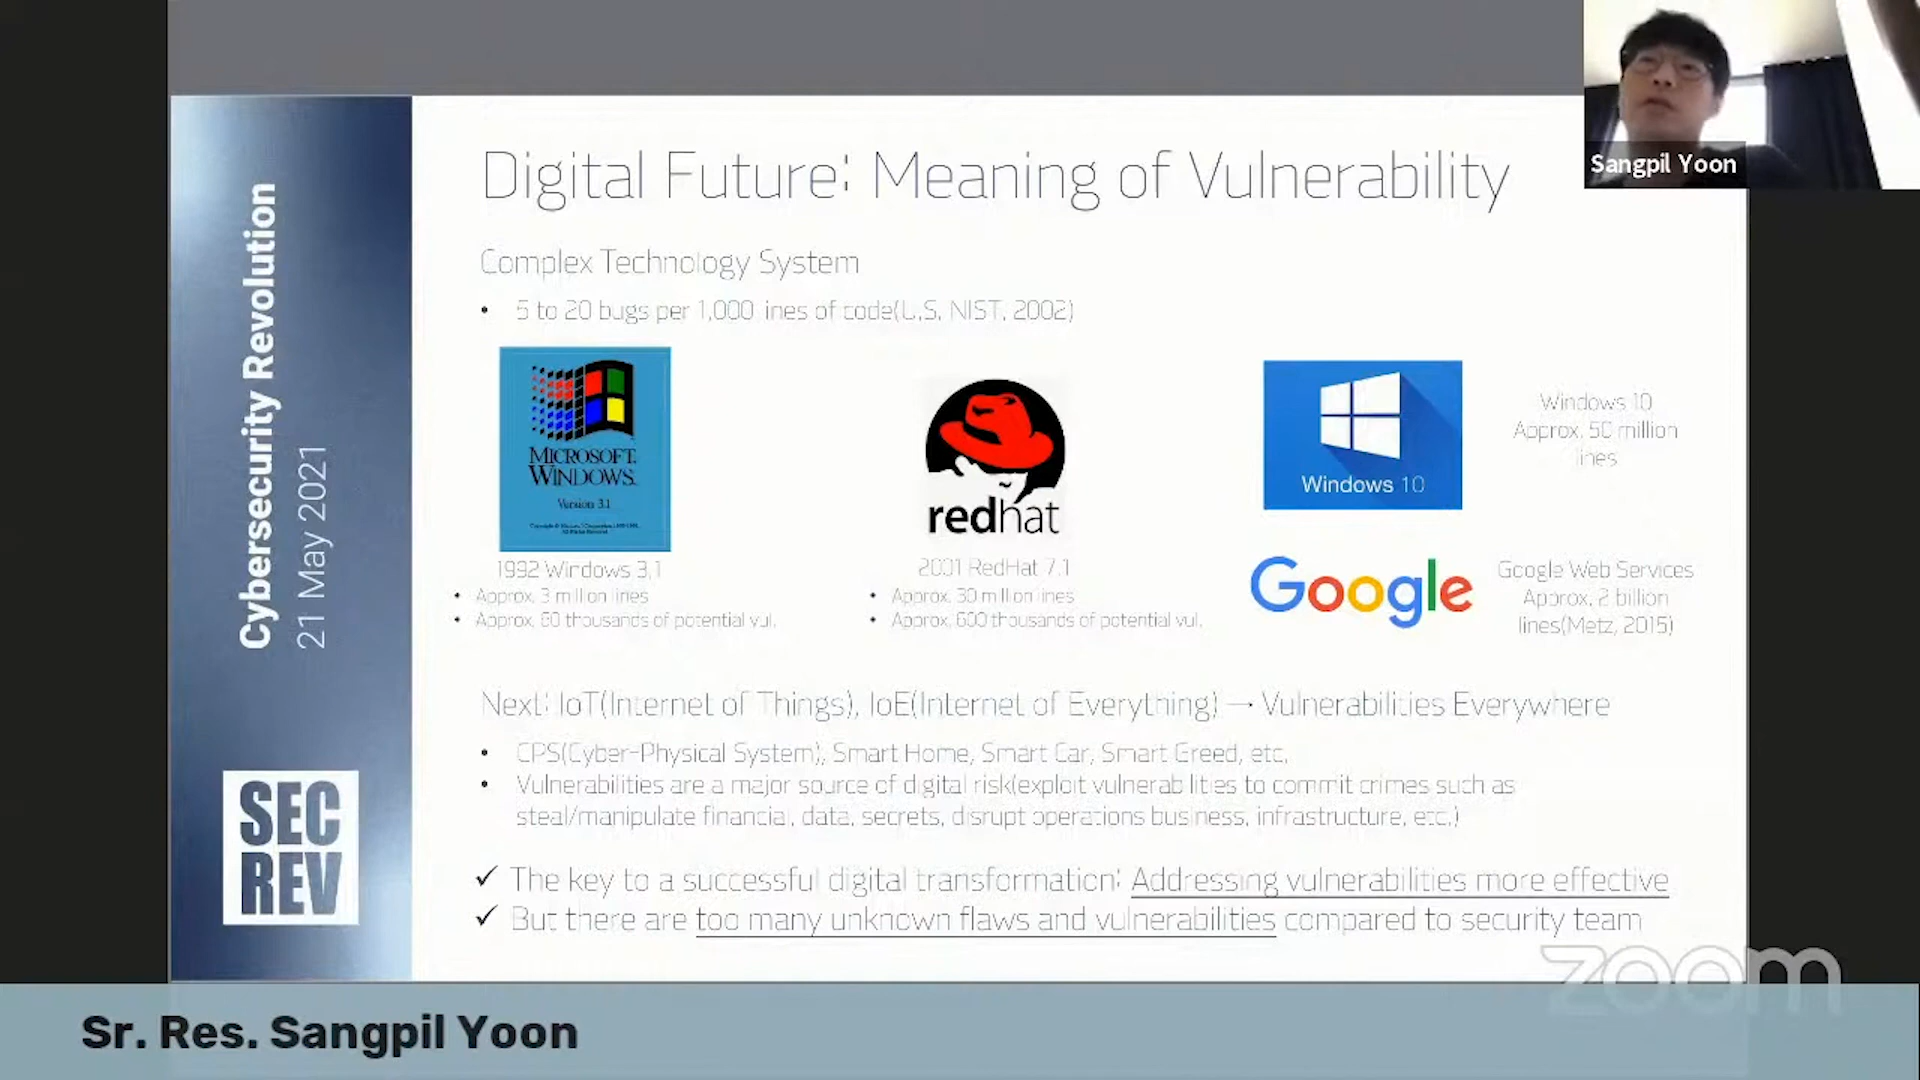 Sangpil Yoon
Cybersecurity Revolution
21 May 2021
SEC
REV
Digital Future: Meaning of Vulnerability
Complex Technology System
• 5 to 20 bugs per 1,000 lines of code(U.S. NIST, 2002)
MICROSOFT
WINDOWS
Version 3.1
1992 Windows 3.1
• Approx. 3 million lines
• Approx. 60 thousands of potential vul.
redhat
2001 RedHat 7.1
• Approx. 30 million lines
• Approx. 600 thousands of potential vul.
Windows 10
Windows 10
Approx. 50 million
lines
Google
Google Web Services
Approx. 2 billion
lines(Metz, 2015)
Next: IoT(Internet of Things), IoE(Internet of Everything) → Vulnerabilities Everywhere
• CPS(Cyber-Physical System), Smart Home, Smart Car, Smart Greed, etc.
• Vulnerabilities are a major source of digital risk(exploit vulnerabilities to commit crimes such as
steal/manipulate financial, data, secrets, disrupt operations business, infrastructure, etc.)
✓ The key to a successful digital transformation: Addressing vulnerabilities more effective
✓ But there are too many unknown flaws and vulnerabilities compared to security team
zoom
Sr. Res. Sangpil Yoon